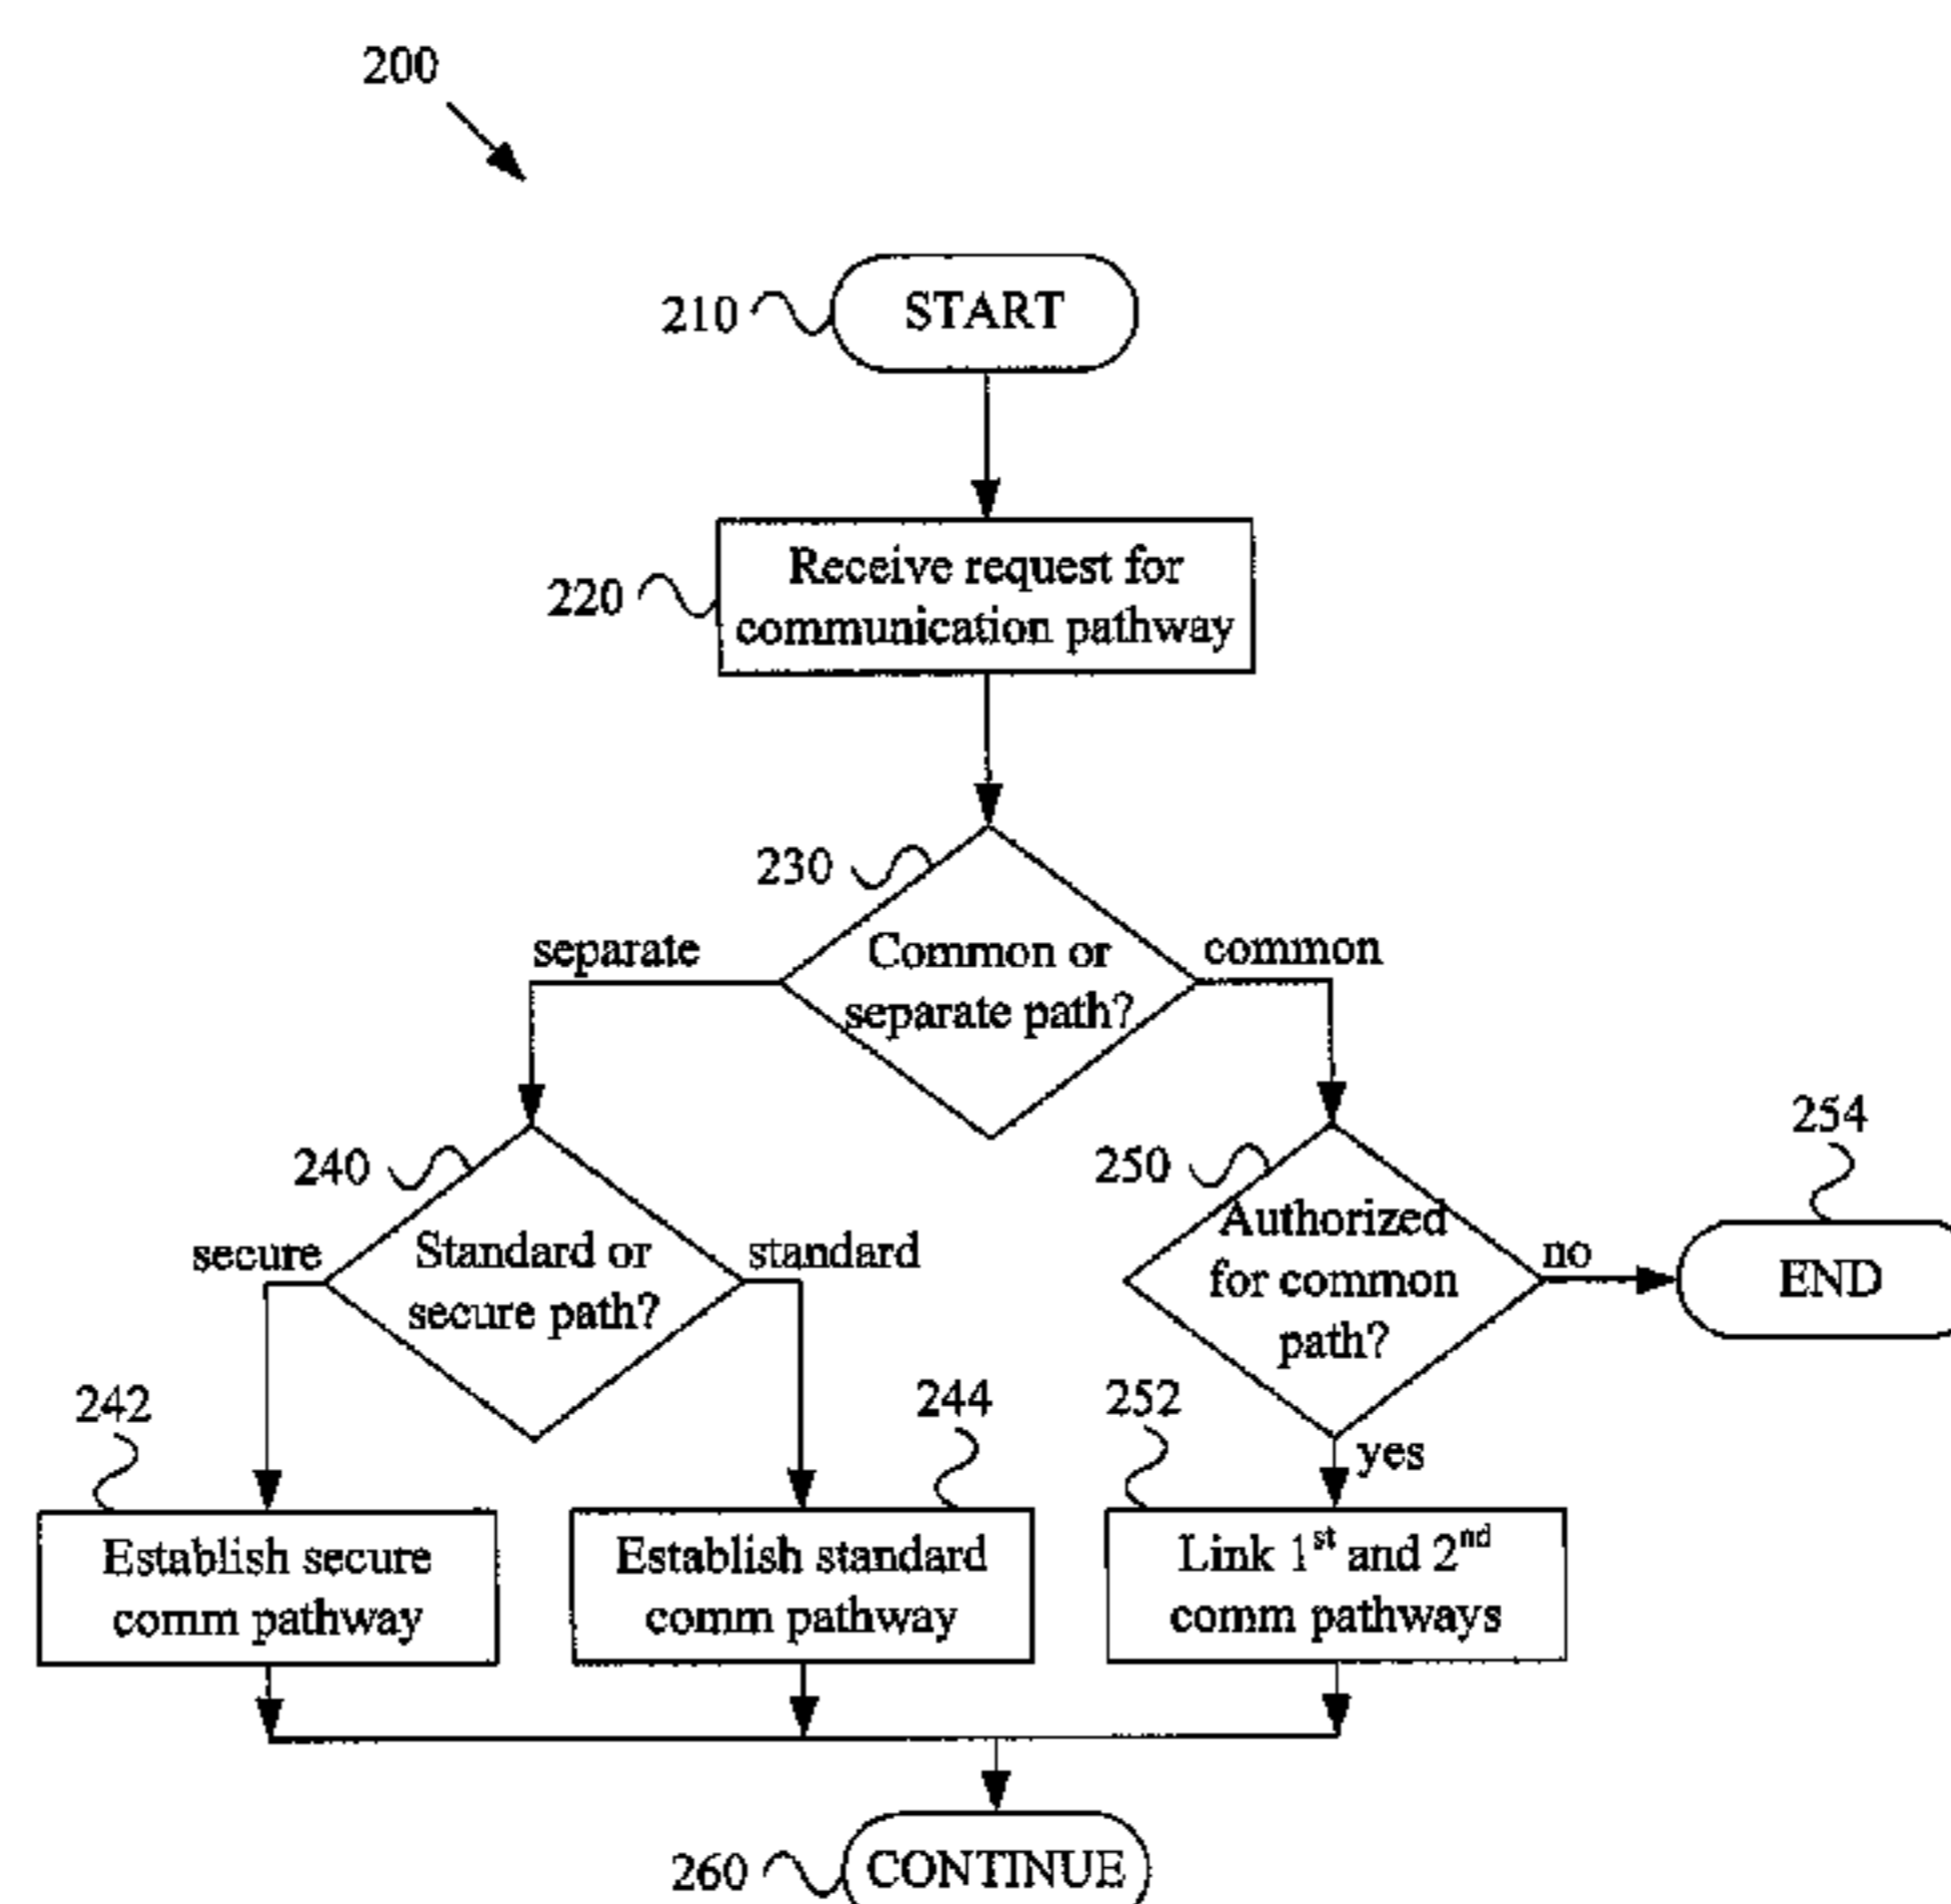 200
210
START
220
Receive request for
communication pathway
230
separate
Common or
separate path?
common
240
secure
Standard or
secure path?
standard
250
Authorized
for common
path?
no
254
END
yes
242
Establish secure
comm pathway
244
Establish standard
comm pathway
252
Link 1st and 2nd
comm pathways
260
CONTINUE